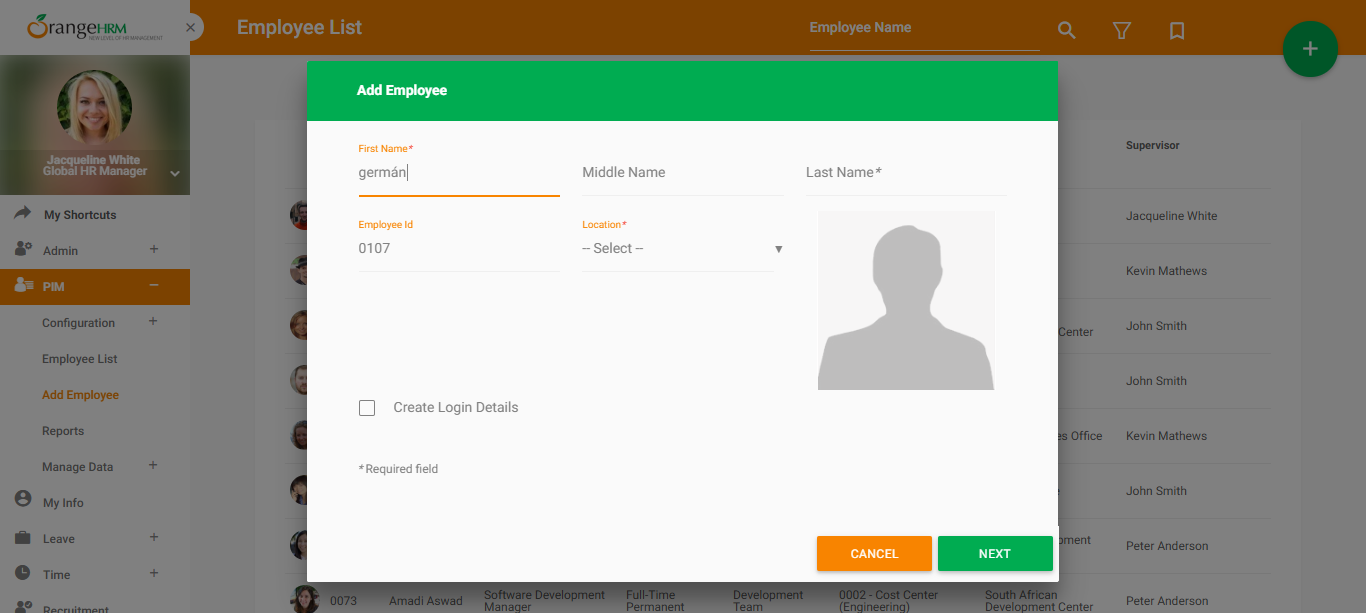 OrangeHRM
NEW LEVEL OF HR MANAGEMENT
×
Employee List
Employee Name
+
Jacqueline White
Global HR Manager
Add Employee
First Name*
germán
Middle Name
Last Name*
Employee Id
0107
Location*
-- Select --
Create Login Details
*Required field
CANCEL
NEXT
My Shortcuts
Admin +
PIM −
Configuration +
Employee List
Add Employee
Reports
Manage Data +
My Info
Leave +
Time +
Recruitment
Supervisor
Jacqueline White
Kevin Mathews
Center
John Smith
John Smith
es Office
Kevin Mathews
John Smith
pment
Center
Peter Anderson
0073
Amadi Aswad
Software Development
Manager
Full-Time
Permanent
Development
Team
0002 - Cost Center
(Engineering)
South African
Development Center
Peter Anderson